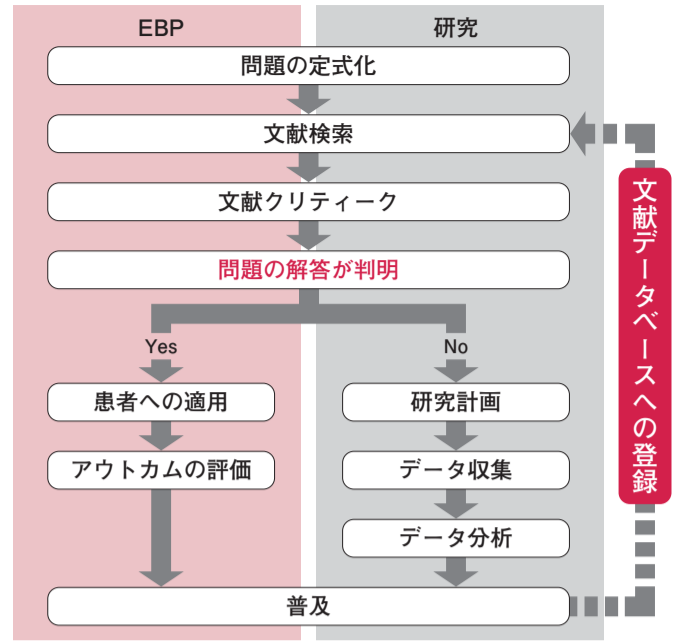 EBP
研究
問題の定式化
文献検索
文献クリティーク
問題の解答が判明
Yes
No
患者への適用
研究計画
アウトカムの評価
データ収集
データ分析
普及
文献データベースへの登録